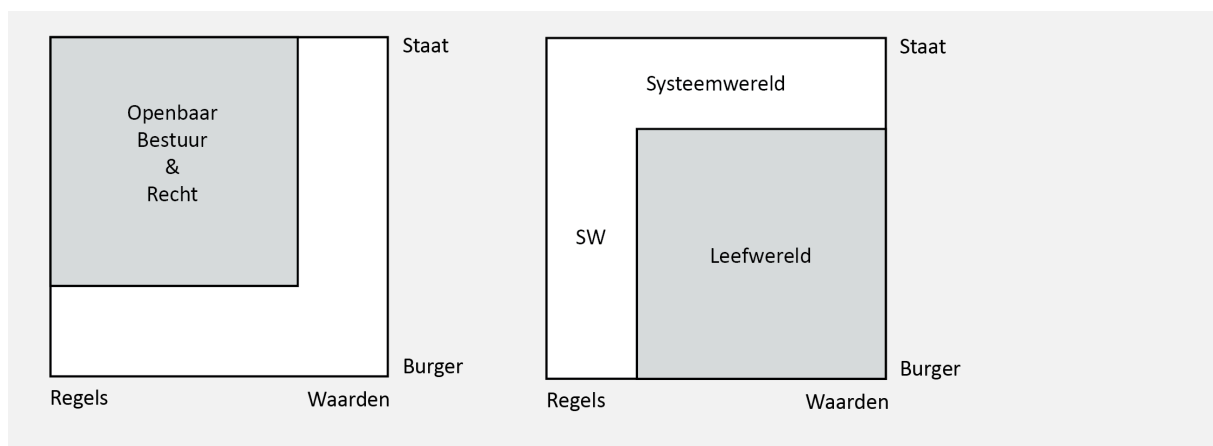 Staat
Openbaar
Bestuur
&
Recht
Burger
Regels
Waarden
Staat
Systeemwereld
SW
Leefwereld
Burger
Regels
Waarden